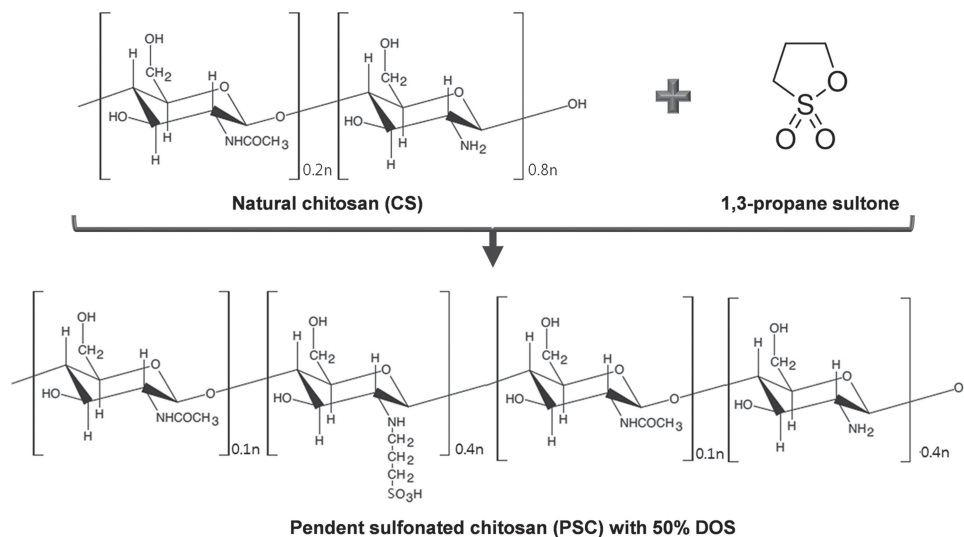 OH
H
CH2
H
O
HO
H
NHCOCH3
H
O
0.2n
OH
H
CH2
H
O
HO
H
NH2
H
OH
0.8n
O
S
O
O
Natural chitosan (CS)
1,3-propane sultone
OH
H
CH2
H
O
HO
H
NHCOCH3
H
O
0.1n
OH
H
CH2
H
O
HO
H
NH
H
CH2
CH2
CH2
SO3H
0.4n
OH
H
CH2
H
O
HO
H
NHCOCH3
H
O
0.1n
OH
H
CH2
H
O
HO
H
NH2
H
O
0.4n
Pendent sulfonated chitosan (PSC) with 50% DOS